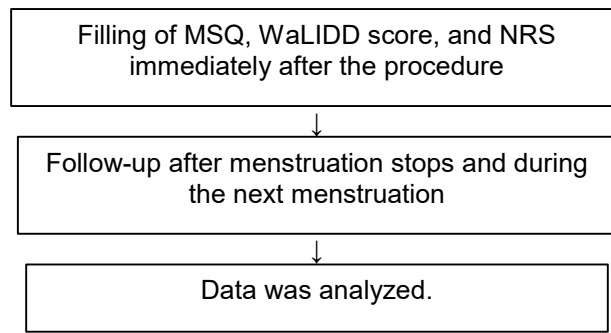 Filling of MSQ, WaLIDD score, and NRS
immediately after the procedure
↓
Follow-up after menstruation stops and during
the next menstruation
↓
Data was analyzed.